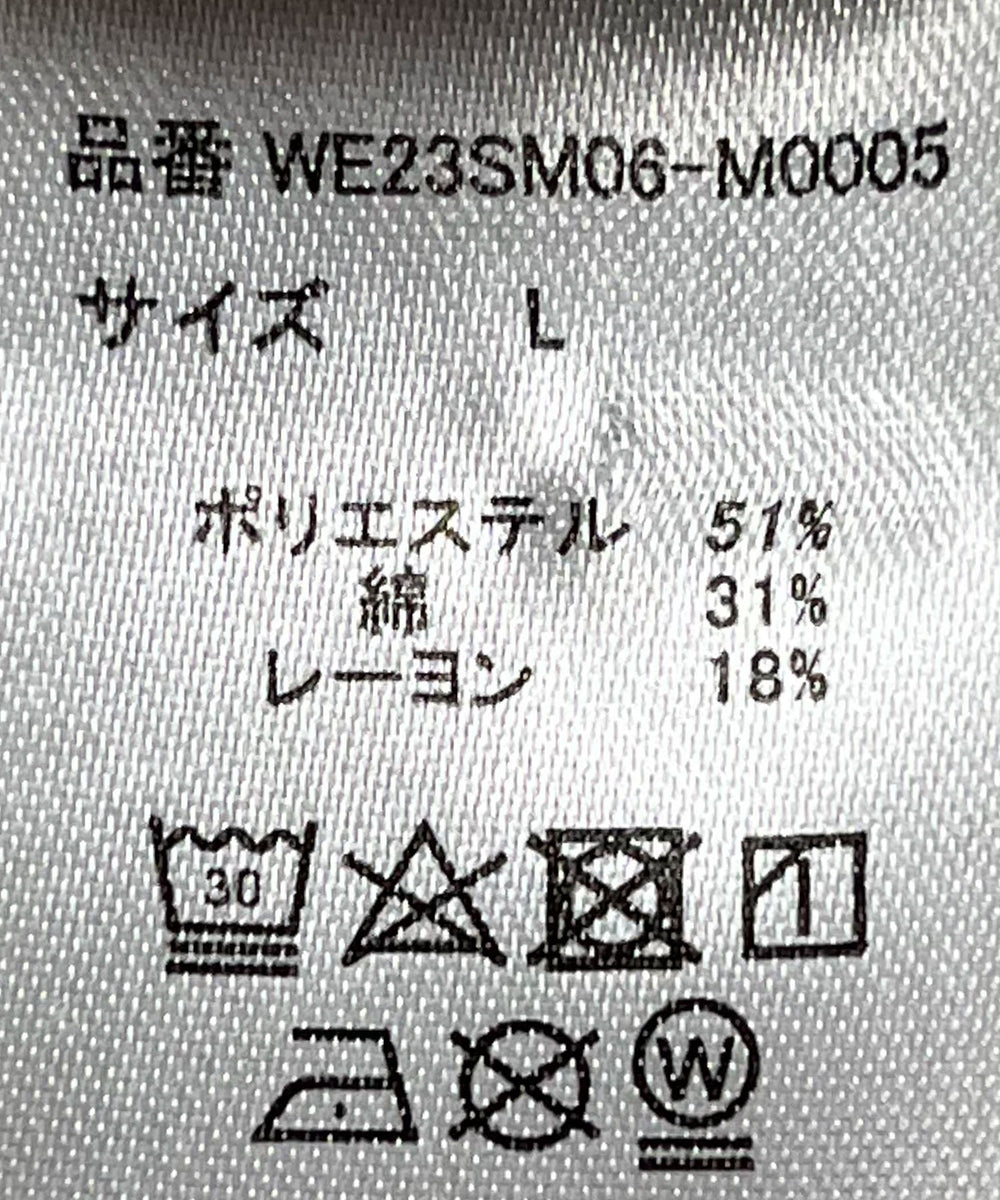 品番 WE23SM06-M0005
サイズ L
ポリエステル 51%
綿 31%
レーヨン 18%
30
W